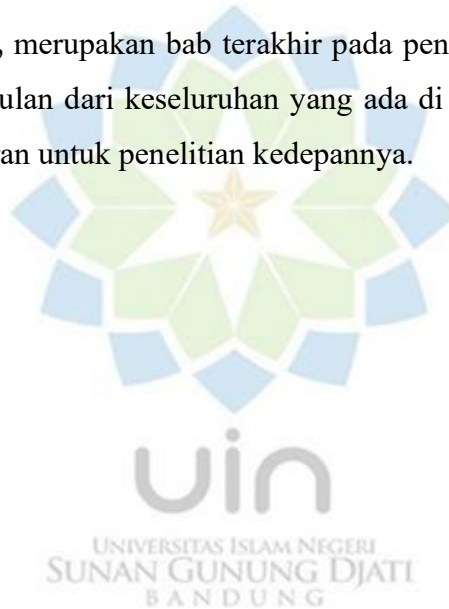 , merupakan bab terakhir pada pen
ulan dari keseluruhan yang ada di
an untuk penelitian kedepannya.
uin
UNIVERSITAS ISLAM NEGERI
SUNAN GUNUNG DJATI
BANDUNG